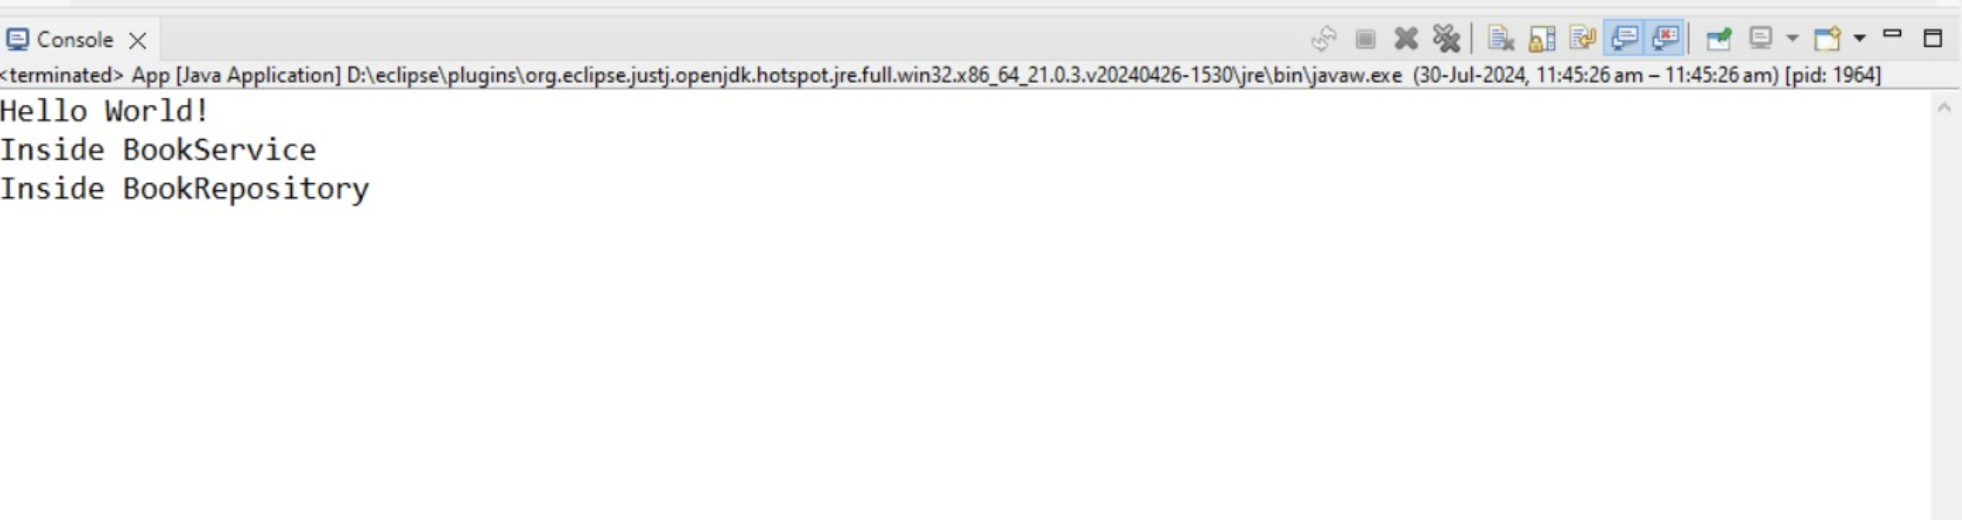 Console
<terminated> App [Java Application] D:\eclipse\plugins\org.eclipse.justj.openjdk.hotspot.jre.full.win32.x86_64_21.0.3.v20240426-1530\jre\bin\javaw.exe (30-Jul-2024, 11:45:26 am – 11:45:26 am) [pid: 1964]
Hello World!
Inside BookService
Inside BookRepository